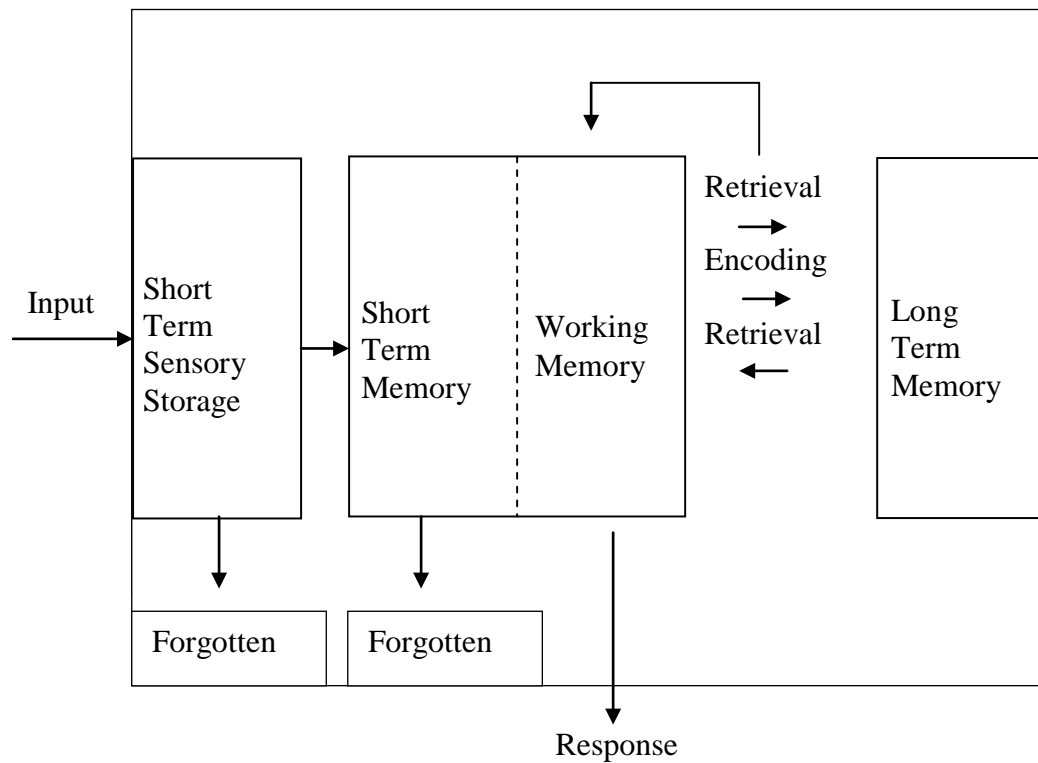 Input
Short
Term
Sensory
Storage
Short
Term
Memory
Working
Memory
Retrieval
Encoding
Retrieval
Long
Term
Memory
Forgotten
Forgotten
Response